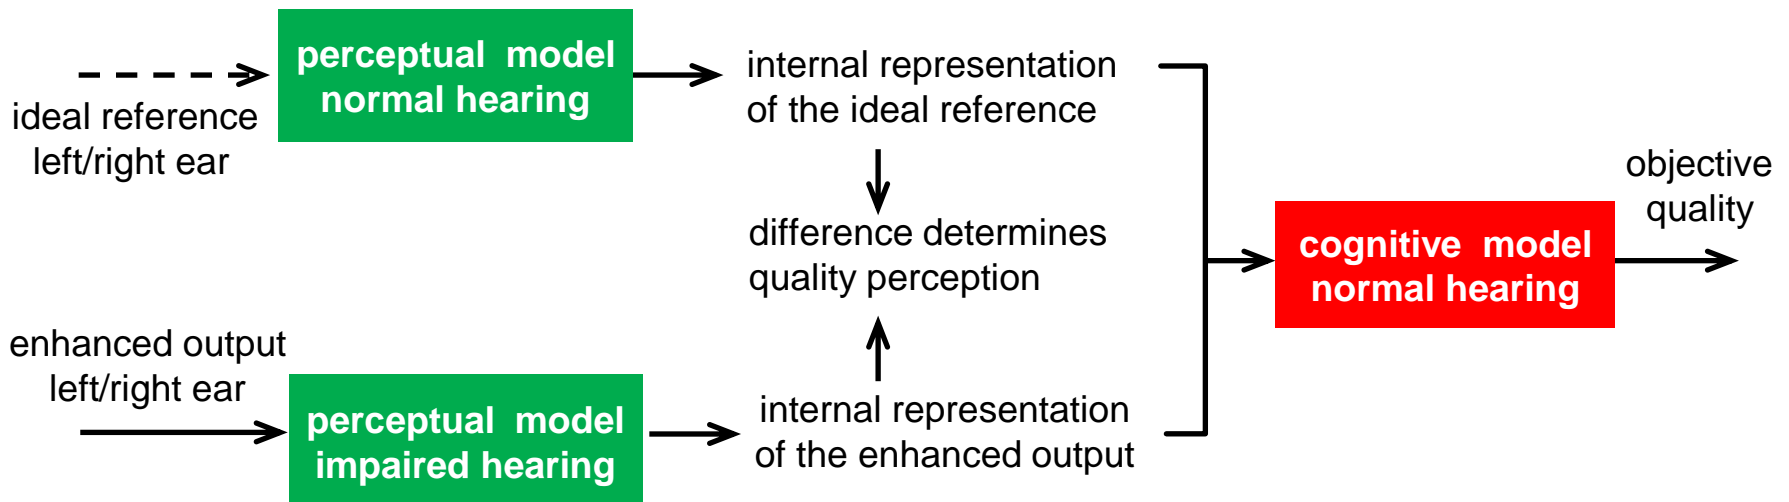 perceptual model
normal hearing
ideal reference
left/right ear
internal representation
of the ideal reference
difference determines
quality perception
enhanced output
left/right ear
perceptual model
impaired hearing
internal representation
of the enhanced output
cognitive model
normal hearing
objective
quality